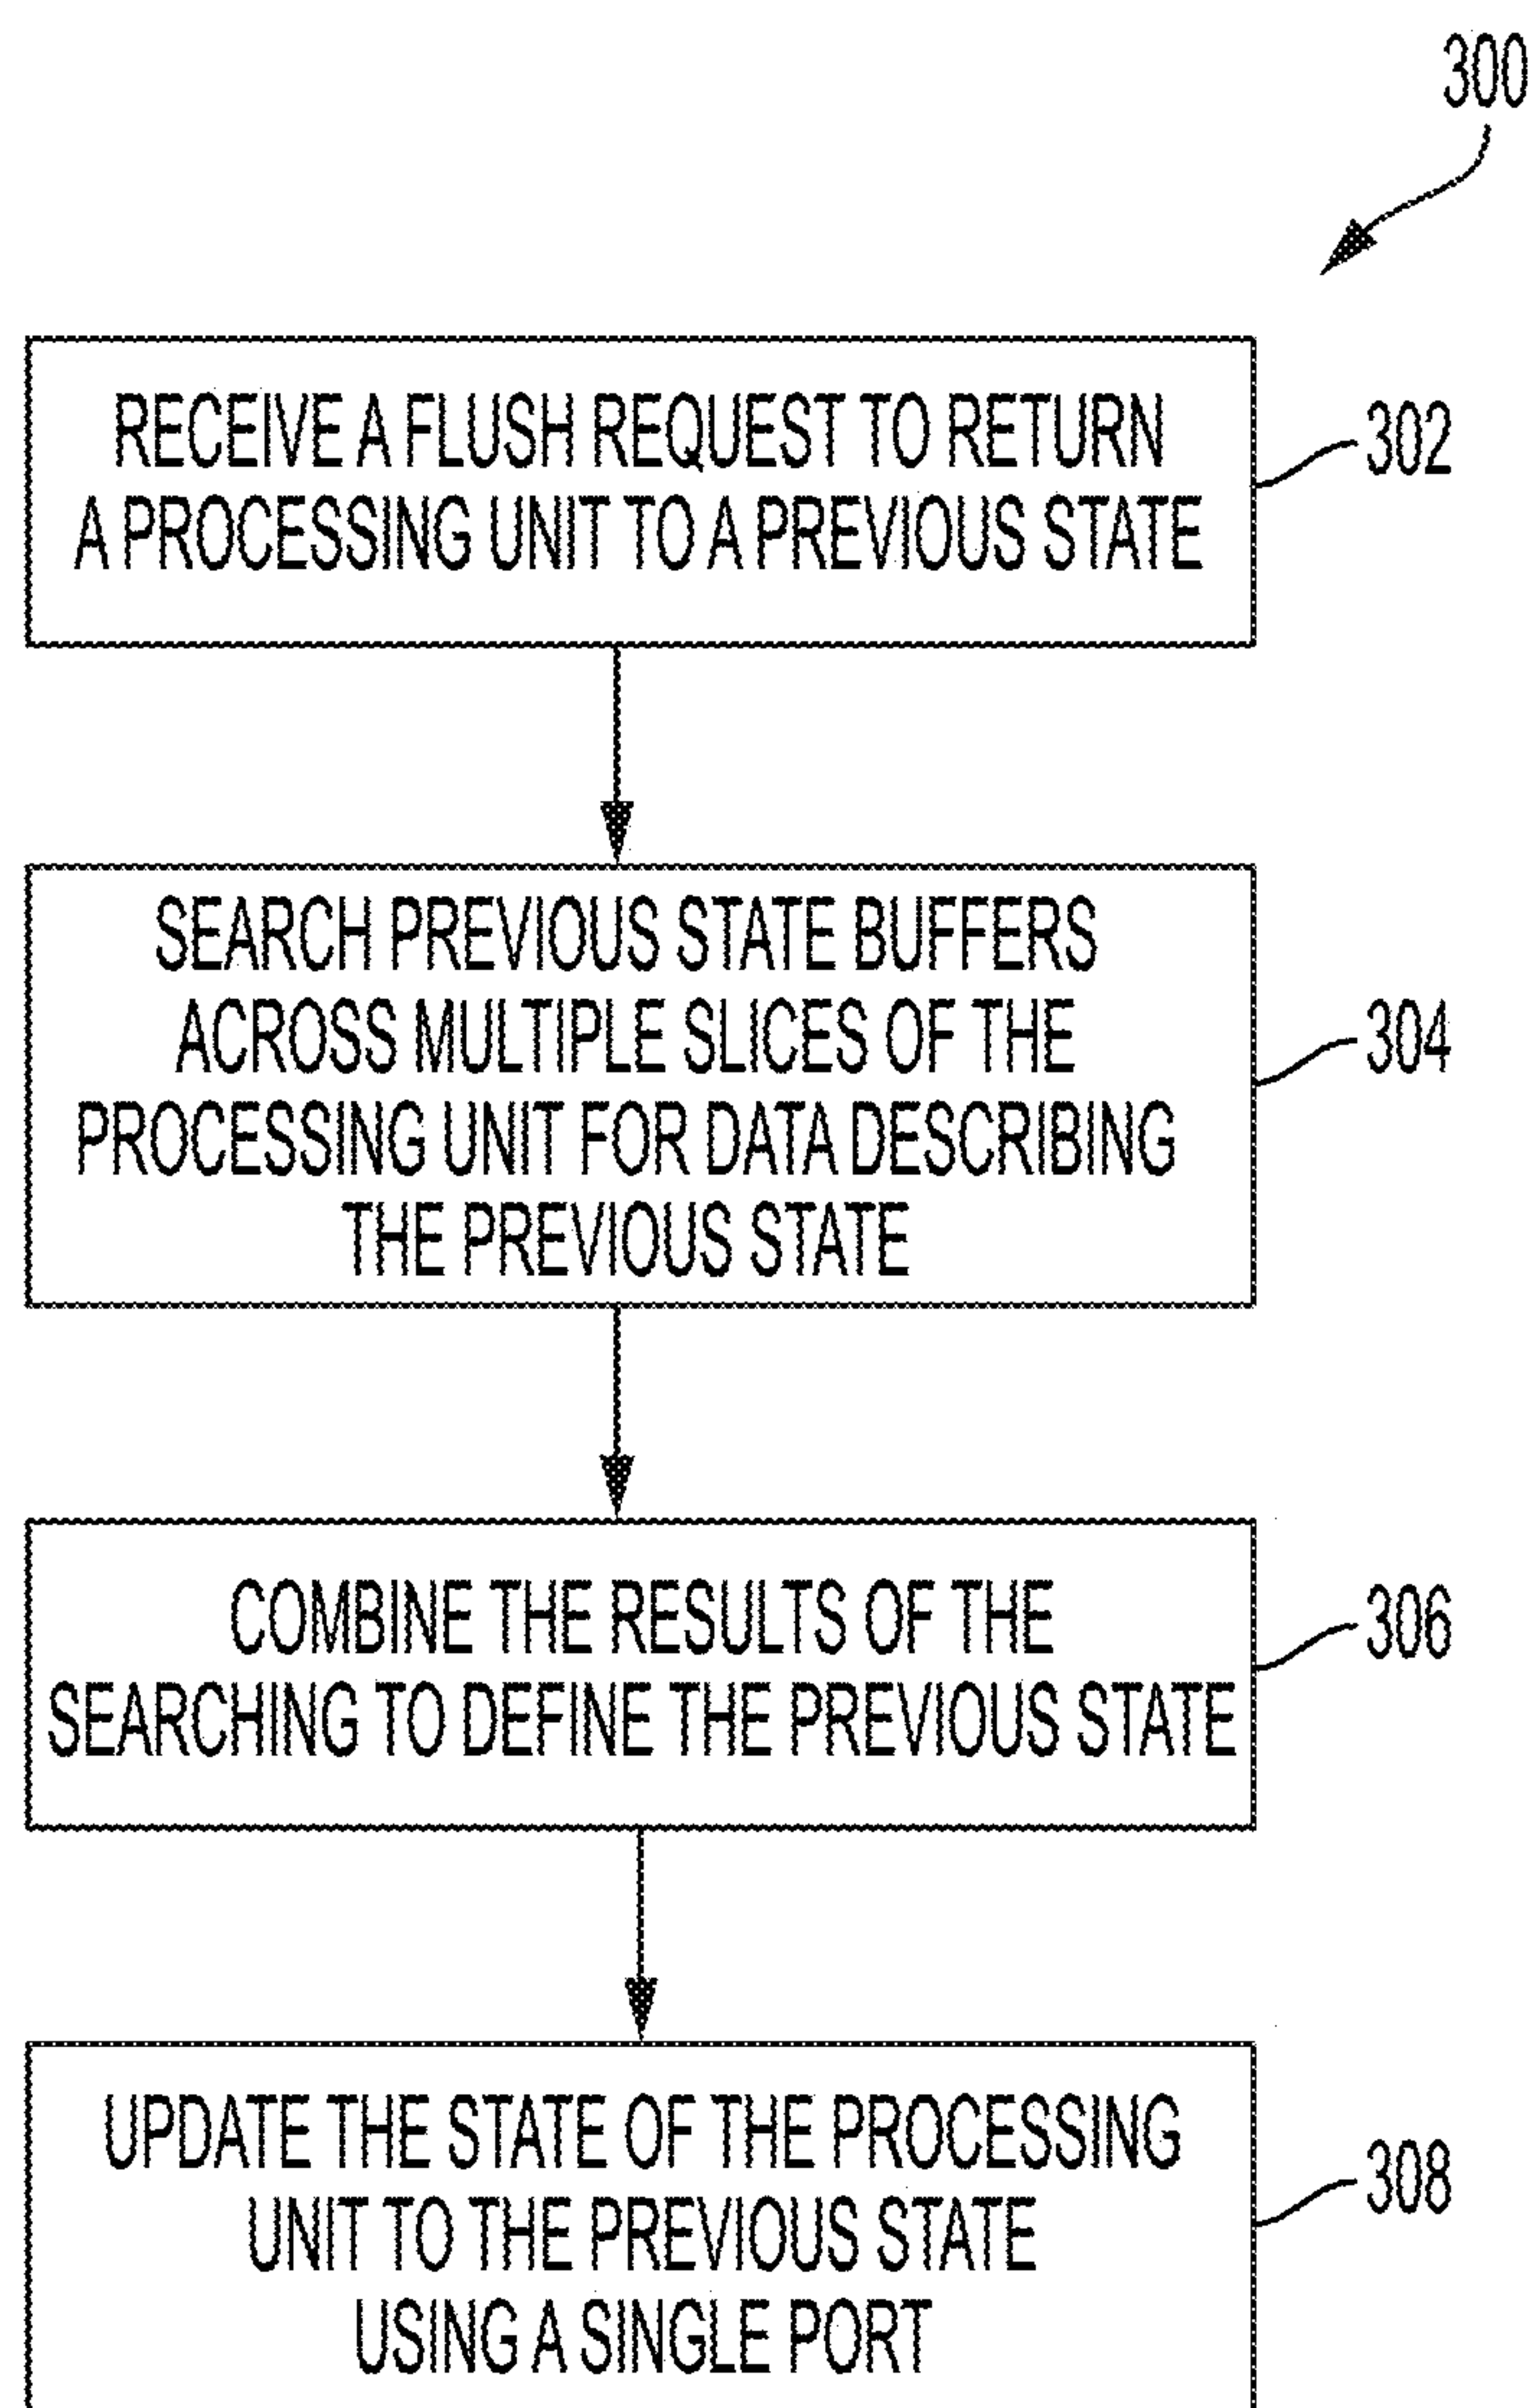 300
RECEIVE A FLUSH REQUEST TO RETURN
A PROCESSING UNIT TO A PREVIOUS STATE
302
SEARCH PREVIOUS STATE BUFFERS
ACROSS MULTIPLE SLICES OF THE
PROCESSING UNIT FOR DATA DESCRIBING
THE PREVIOUS STATE
304
COMBINE THE RESULTS OF THE
SEARCHING TO DEFINE THE PREVIOUS STATE
306
UPDATE THE STATE OF THE PROCESSING
UNIT TO THE PREVIOUS STATE
USING A SINGLE PORT
308